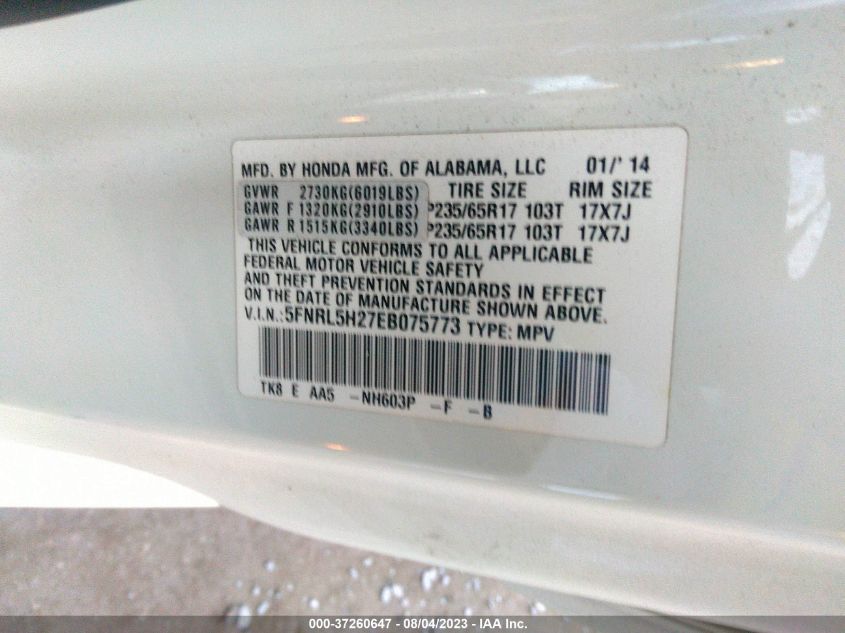 MFD. BY HONDA MFG. OF ALABAMA, LLC 01/' 14
GVWR 2730KG(6019LBS) TIRE SIZE RIM SIZE
GAWR F 1320KG(2910LBS) P235/65R17 103T 17X7J
GAWR R 1515KG(3340LBS) P235/65R17 103T 17X7J
THIS VEHICLE CONFORMS TO ALL APPLICABLE
FEDERAL MOTOR VEHICLE SAFETY
AND THEFT PREVENTION STANDARDS IN EFFECT
ON THE DATE OF MANUFACTURE SHOWN ABOVE.
V.I.N.:5FNRL5H27EB075773 TYPE: MPV
TK8 E AA5 -NH603P -F -B
000-37260647 - 08/04/2023 - IAA Inc.